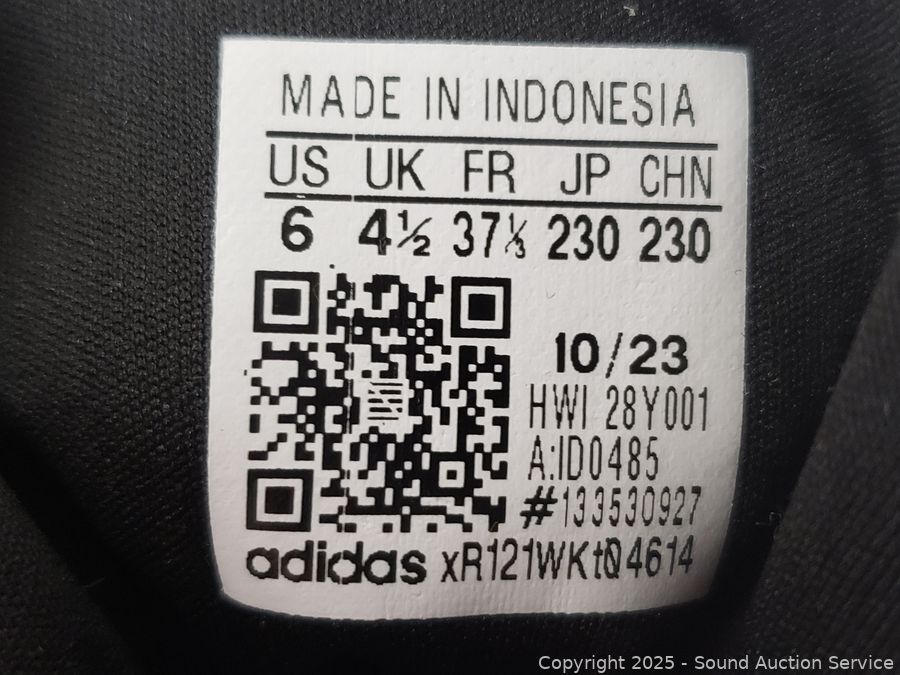 MADE IN INDONESIA
US UK FR JP CHN
6 4½ 37⅓ 230 230
10/23
HWI 28Y001
A:ID0485
#133530927
adidas xR121WKtQ4614
Copyright 2025 - Sound Auction Service